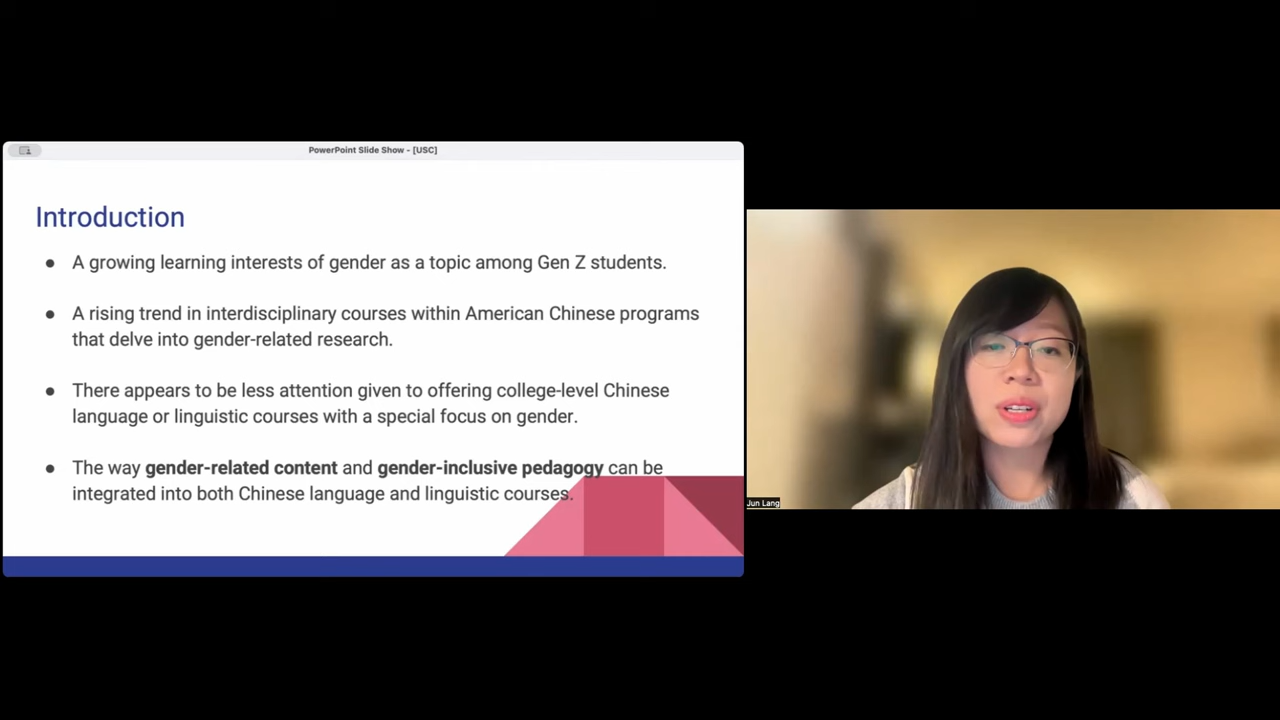 PowerPoint Slide Show - [USC]
Introduction
● A growing learning interests of gender as a topic among Gen Z students.
● A rising trend in interdisciplinary courses within American Chinese programs
that delve into gender-related research.
● There appears to be less attention given to offering college-level Chinese
language or linguistic courses with a special focus on gender.
● The way gender-related content and gender-inclusive pedagogy can be
integrated into both Chinese language and linguistic courses.
Jun Lang